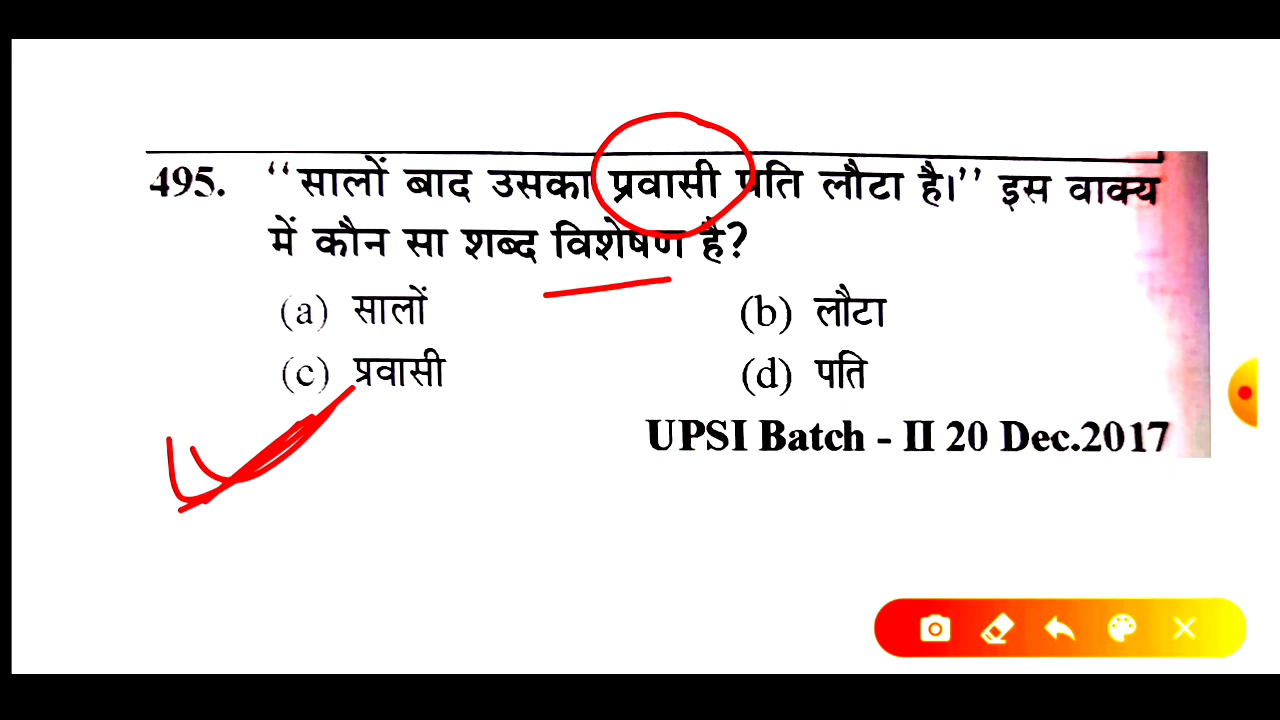 495. ‘‘सालों बाद उसका प्रवासी पति लौटा है।’’ इस वाक्य
में कौन सा शब्द विशेषण है?
(a) सालों (b) लौटा
(c) प्रवासी (d) पति
UPSI Batch - II 20 Dec.2017